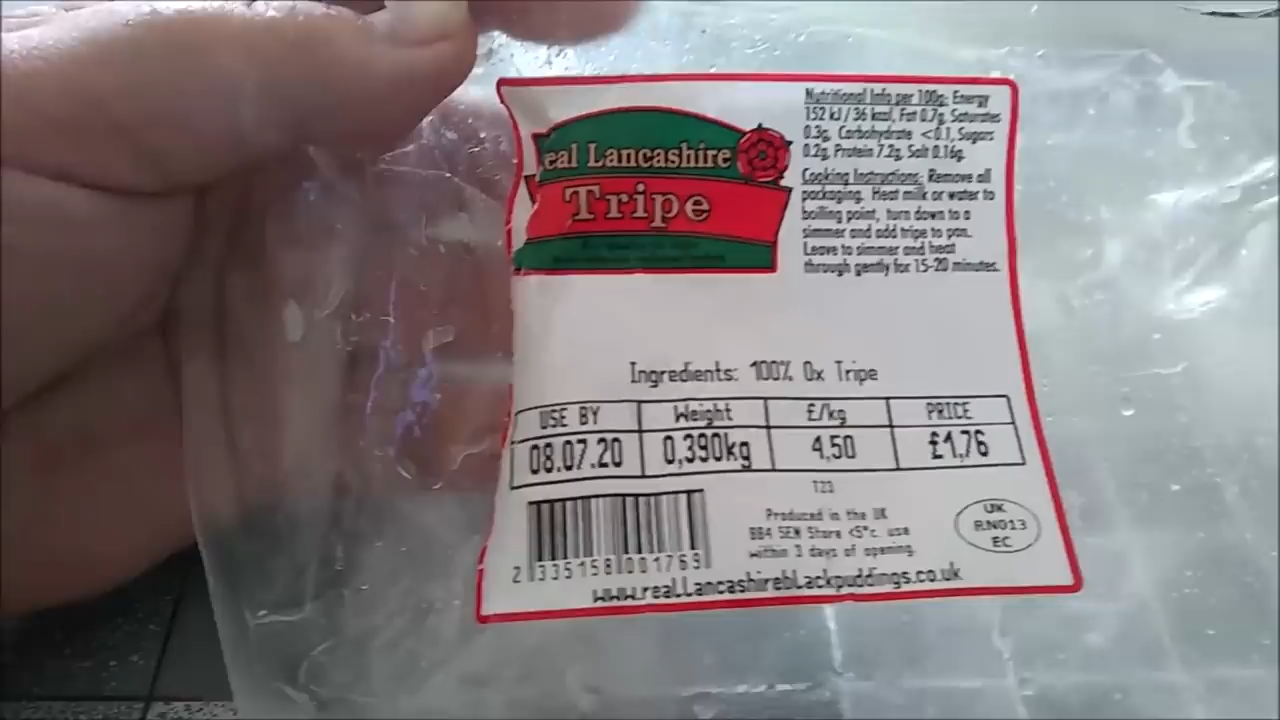 eal Lancashire
Tripe
Nutritional Info per 100g: Energy
152 kJ / 36 kcal, Fat 0.7g, Saturates
0.3g, Carbohydrate <0.1, Sugars
0.2g, Protein 7.2g, Salt 0.16g.
Cooking Instructions: Remove all
packaging. Heat milk or water to
boiling point, turn down to a
simmer and add tripe to pan.
Leave to simmer and heat
through gently for 15-20 minutes.
Ingredients: 100% Ox Tripe
USE BY Weight £/kg PRICE
08.07.20 0,390kg 4,50 £1,76
T23
Produced in the UK
BB4 5EW Store <5°c. use
within 3 days of opening.
UK
RN013
EC
2 335158 001769
www.reallancashireblackpuddings.co.uk